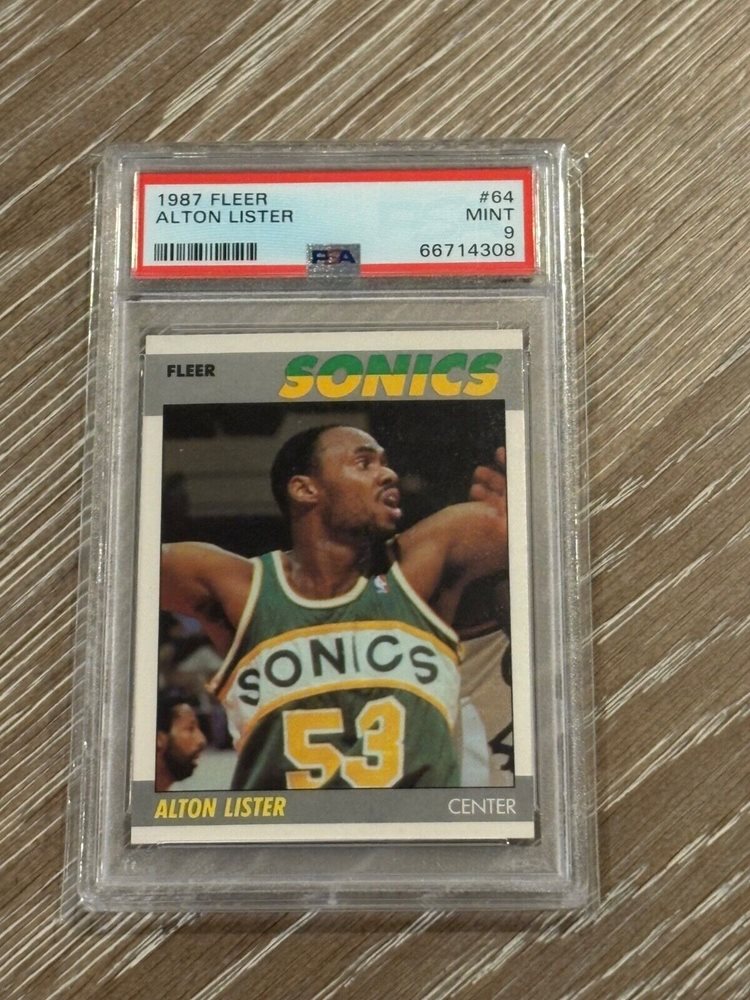 1987 FLEER #64
ALTON LISTER MINT
9
66714308
PSA
FLEER SONICS
SONICS
53
ALTON LISTER CENTER